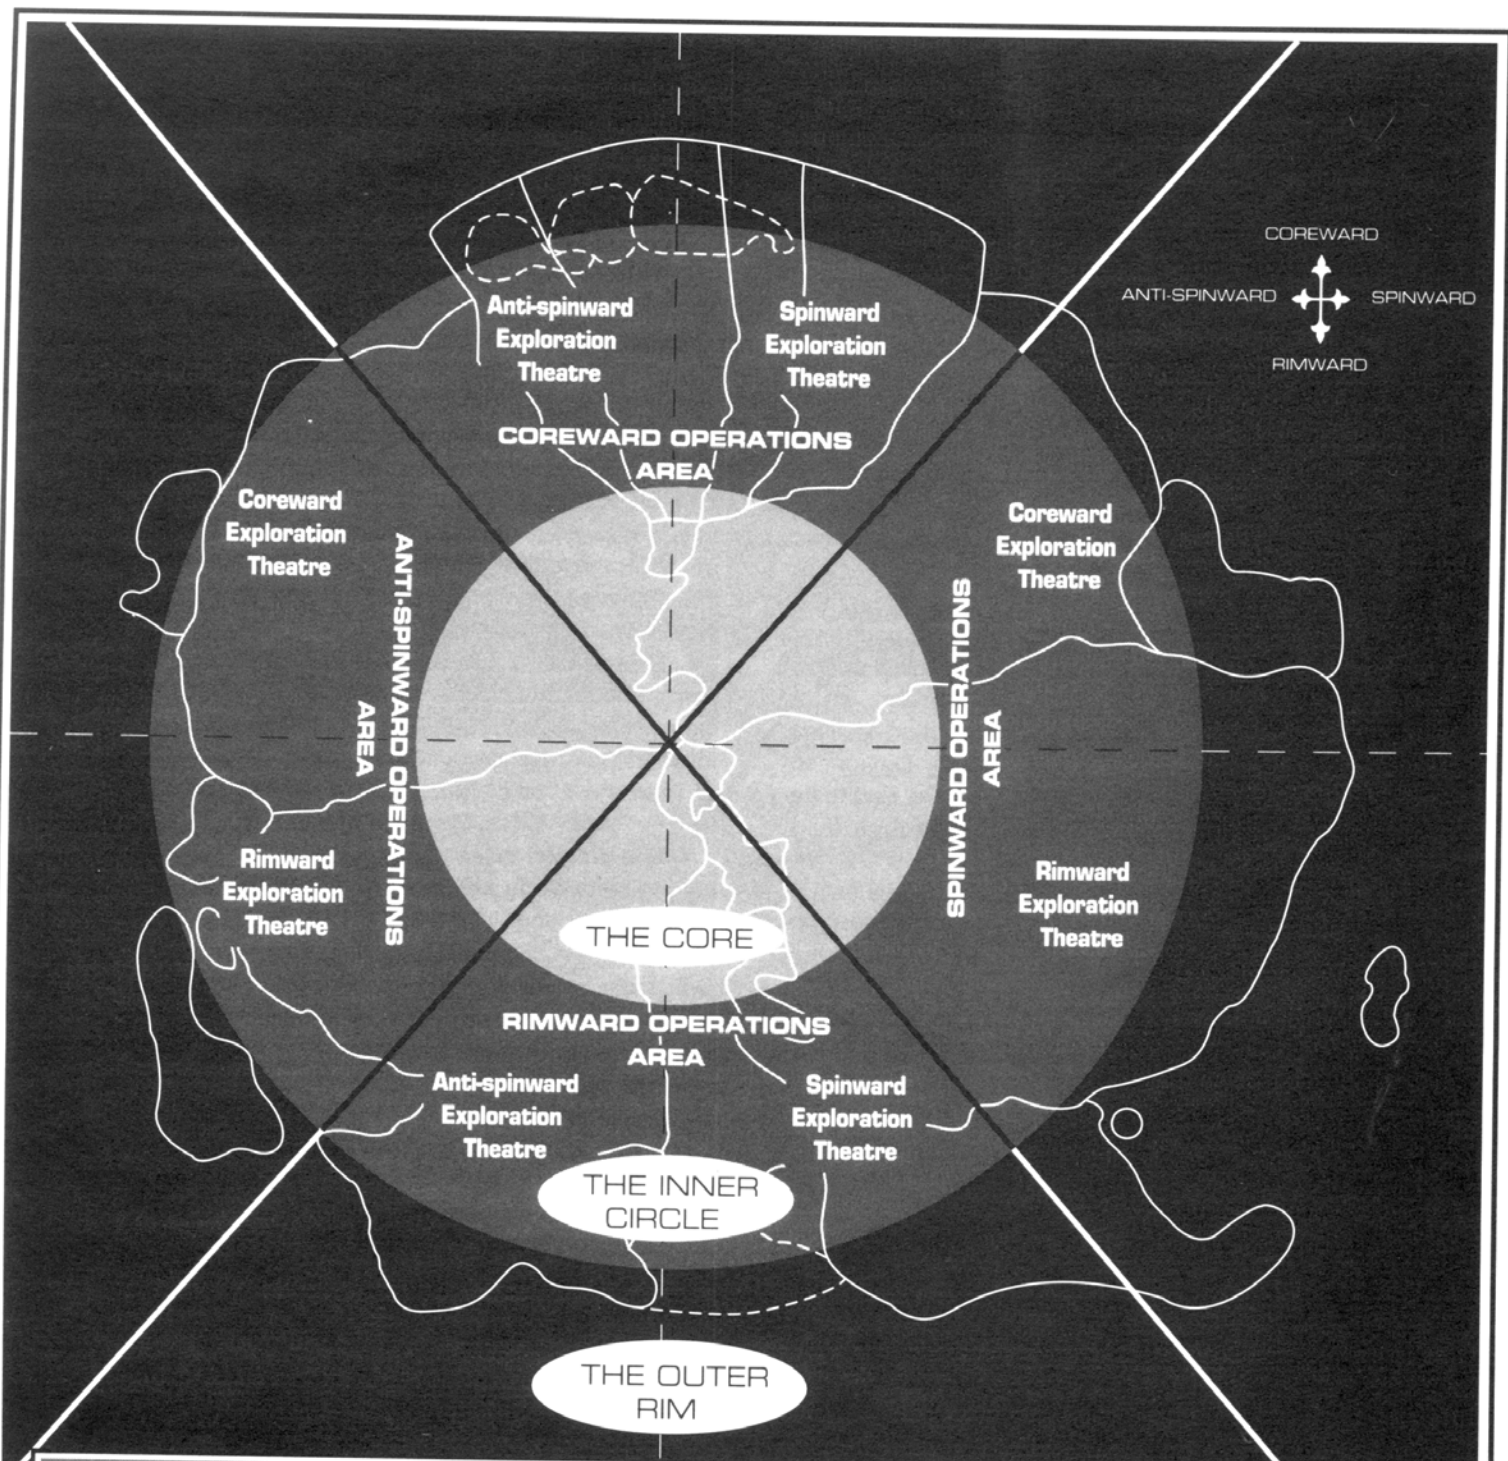 COREWARD
ANTI-SPINWARD
SPINWARD
RIMWARD
Anti-spinward
Exploration
Theatre
Spinward
Exploration
Theatre
COREWARD OPERATIONS
AREA
Coreward
Exploration
Theatre
Coreward
Exploration
Theatre
ANTI-SPINWARD OPERATIONS
AREA
SPINWARD OPERATIONS
AREA
Rimward
Exploration
Theatre
Rimward
Exploration
Theatre
THE CORE
RIMWARD OPERATIONS
AREA
Anti-spinward
Exploration
Theatre
Spinward
Exploration
Theatre
THE INNER
CIRCLE
THE OUTER
RIM